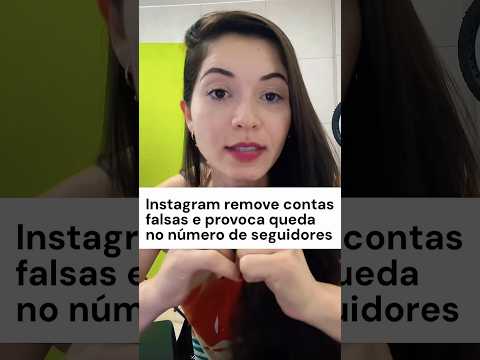 Instagram remove contas
falsas e provoca queda
no número de seguidores